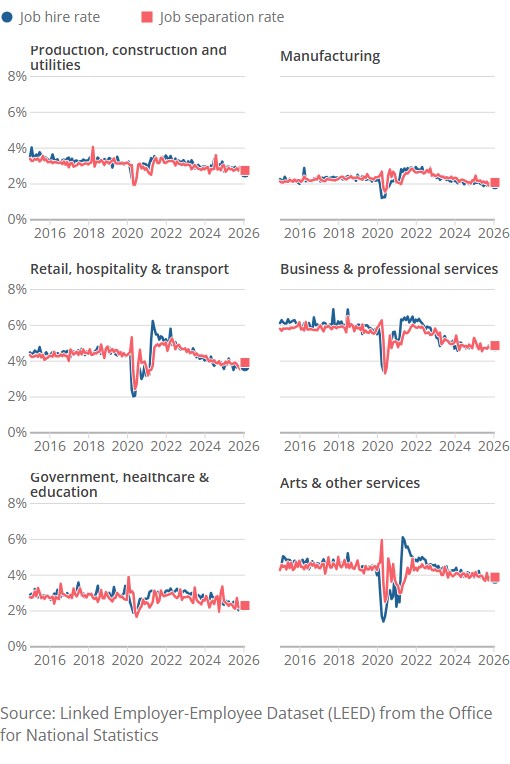 Job hire rate Job separation rate
Production, construction and
utilities
Manufacturing
8%
6%
4%
2%
0%
2016 2018 2020 2022 2024 2026
2016 2018 2020 2022 2024 2026
Retail, hospitality & transport
Business & professional services
8%
6%
4%
2%
0%
2016 2018 2020 2022 2024 2026
2016 2018 2020 2022 2024 2026
Government, healthcare &
education
Arts & other services
8%
6%
4%
2%
0%
2016 2018 2020 2022 2024 2026
2016 2018 2020 2022 2024 2026
Source: Linked Employer-Employee Dataset (LEED) from the Office
for National Statistics